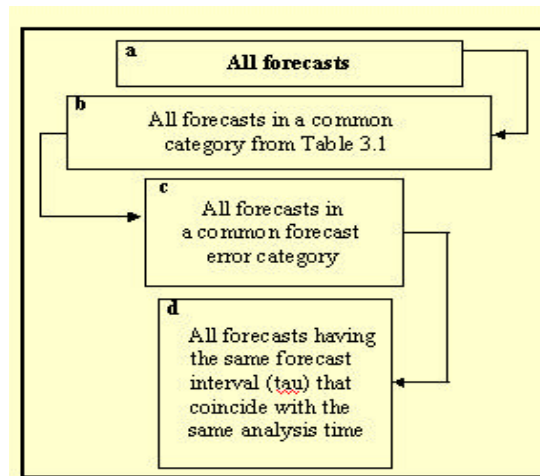 a
All forecasts
b
All forecasts in a common
category from Table 3.1
c
All forecasts in
a common forecast
error category
d
All forecasts having
the same forecast
interval (tau) that
coincide with the
same analysis time